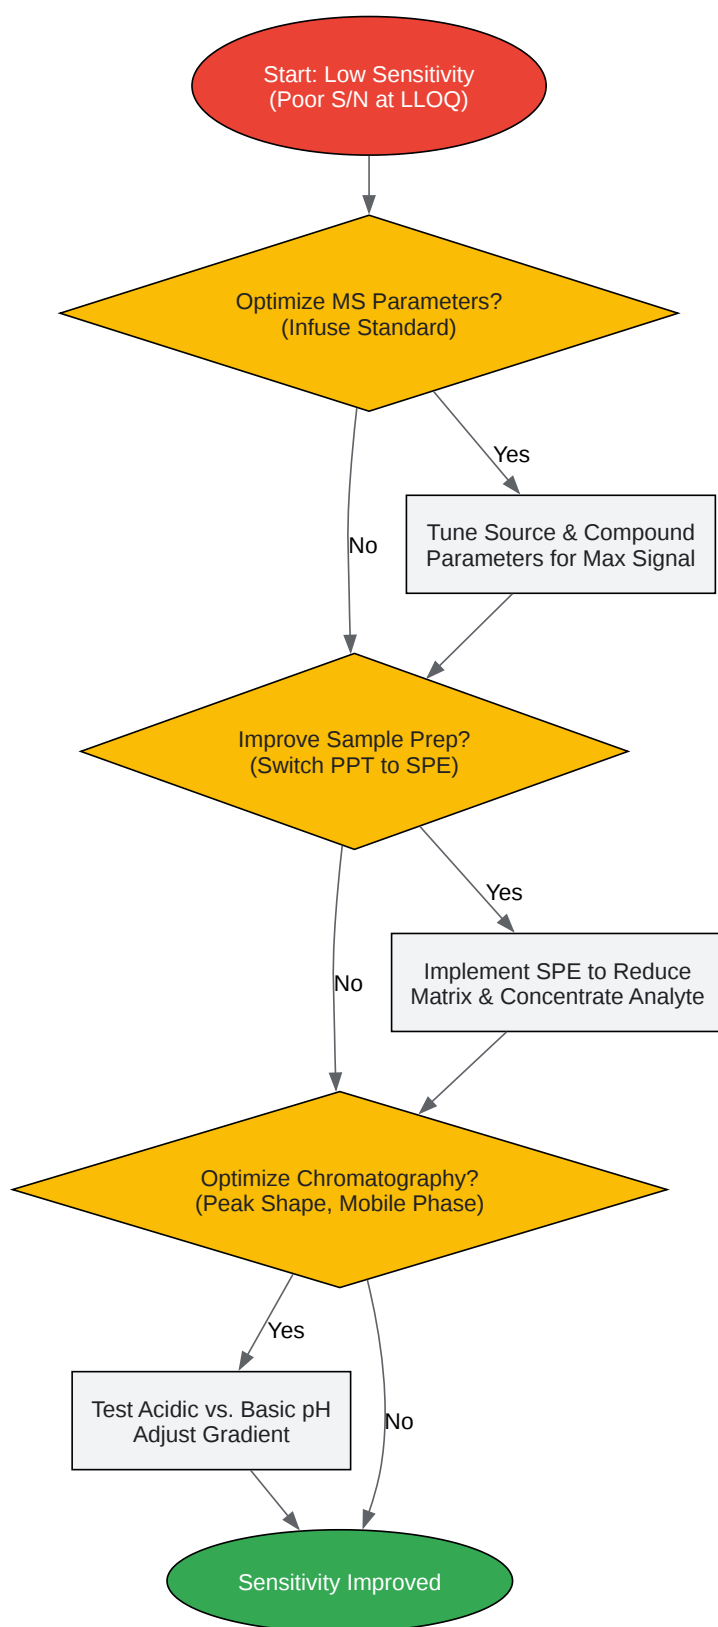 Start: Low Sensitivity
(Poor S/N at LLOQ)
Optimize MS Parameters?
(Infuse Standard)
Yes
Tune Source & Compound
Parameters for Max Signal
No
Improve Sample Prep?
(Switch PPT to SPE)
Yes
Implement SPE to Reduce
Matrix & Concentrate Analyte
No
Optimize Chromatography?
(Peak Shape, Mobile Phase)
Yes
Test Acidic vs. Basic pH
Adjust Gradient
No
Sensitivity Improved